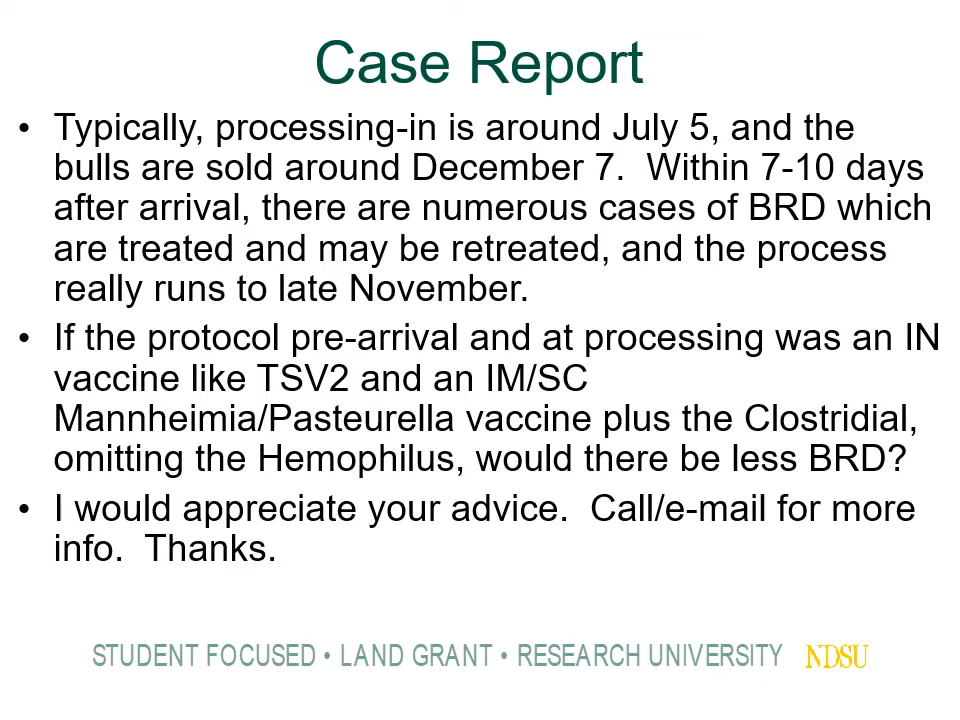 Case Report
• Typically, processing-in is around July 5, and the
bulls are sold around December 7.  Within 7-10 days
after arrival, there are numerous cases of BRD which
are treated and may be retreated, and the process
really runs to late November.
• If the protocol pre-arrival and at processing was an IN
vaccine like TSV2 and an IM/SC
Mannheimia/Pasteurella vaccine plus the Clostridial,
omitting the Hemophilus, would there be less BRD?
• I would appreciate your advice.  Call/e-mail for more
info.  Thanks.
STUDENT FOCUSED • LAND GRANT • RESEARCH UNIVERSITY NDSU